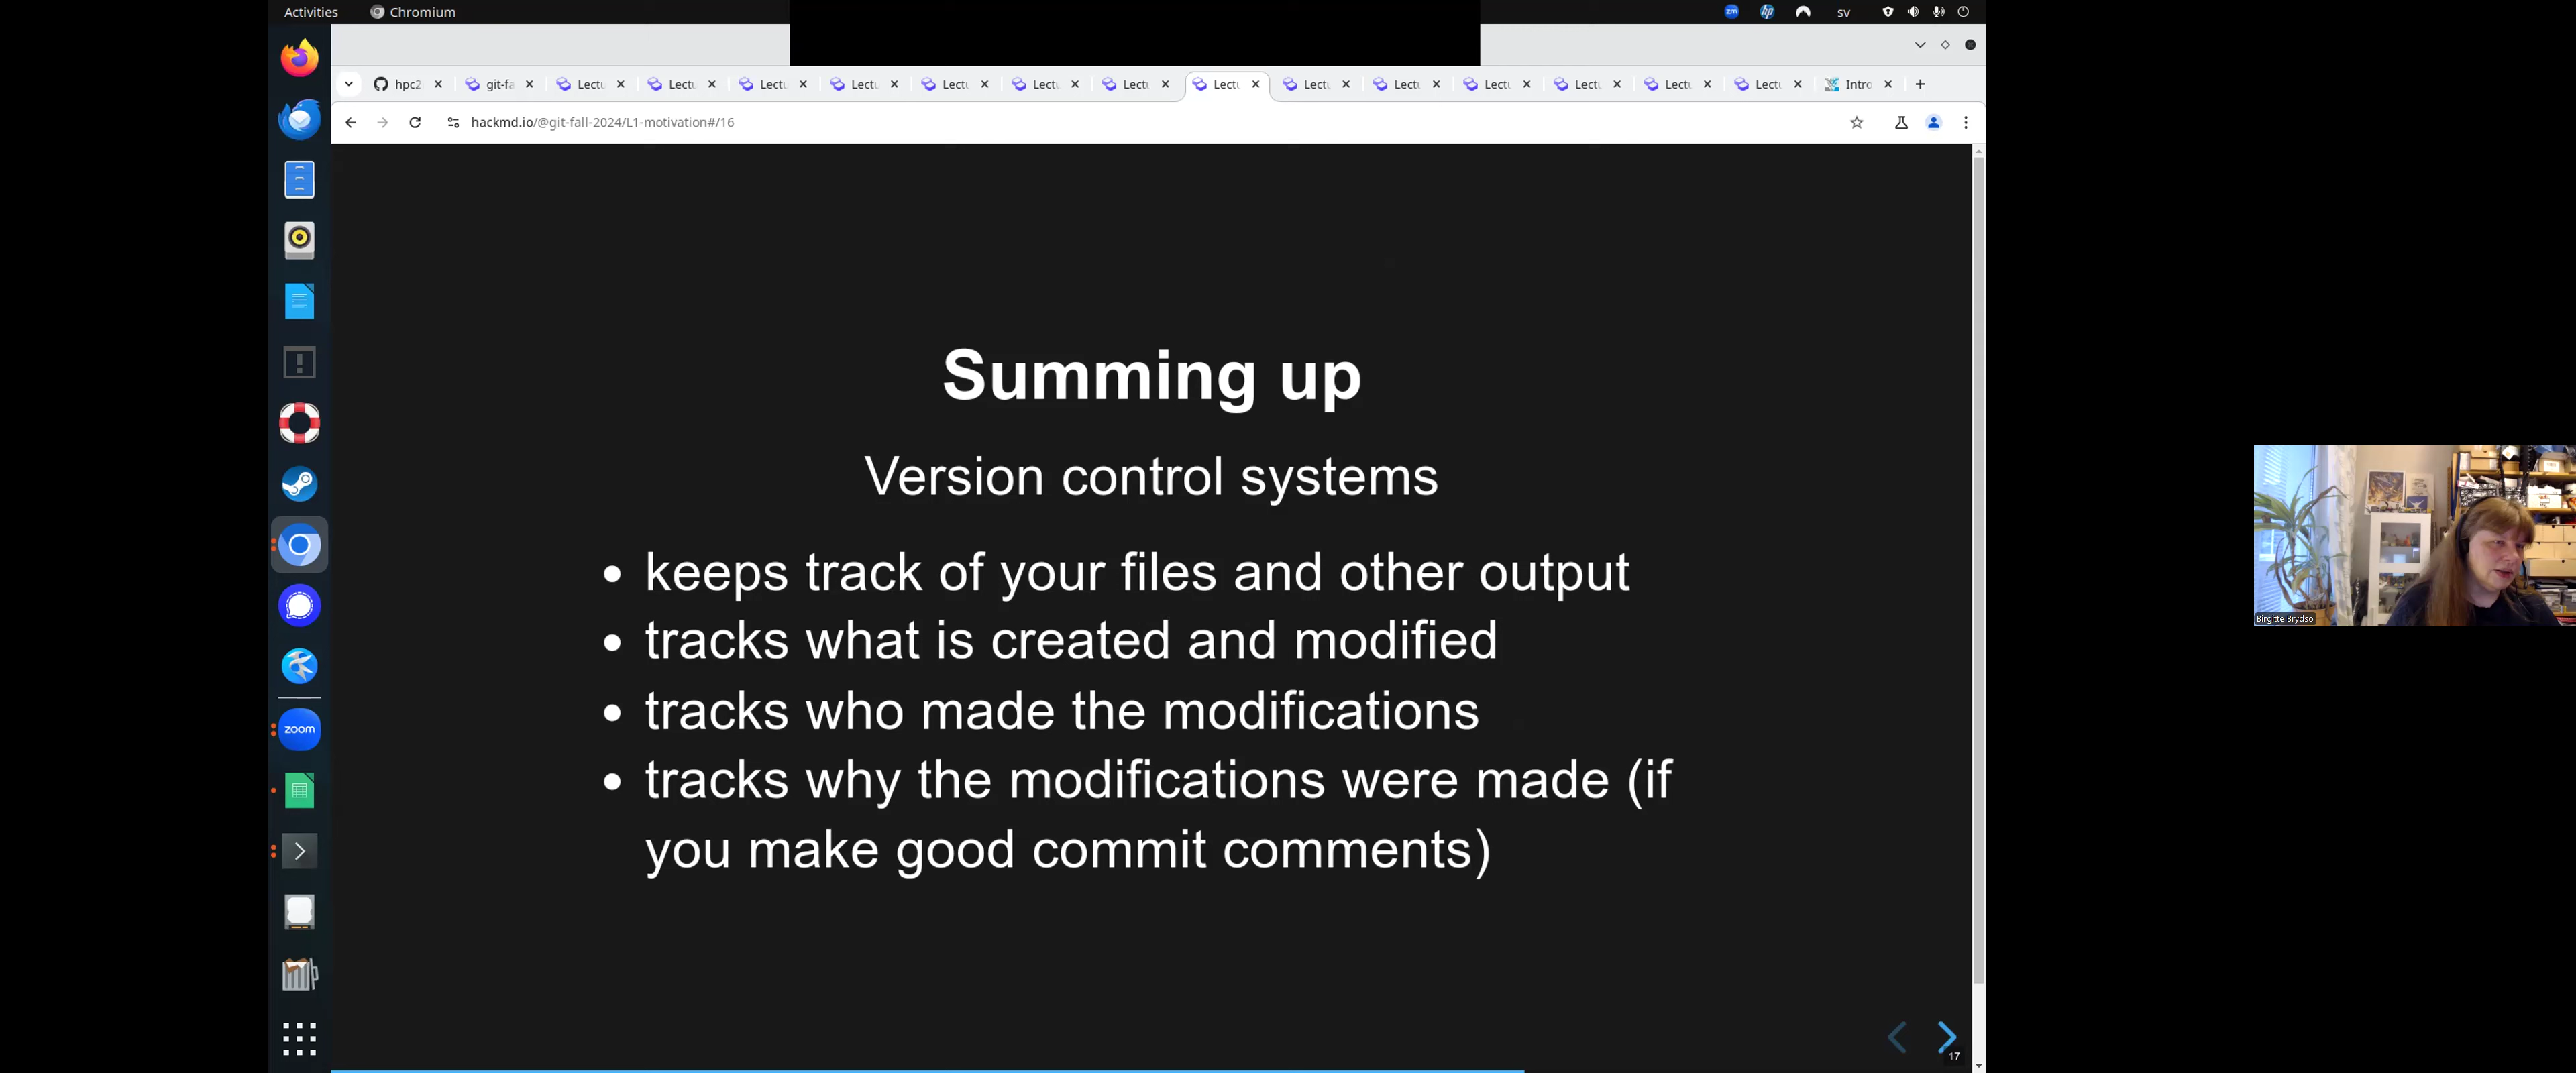 Activities Chromium zm hp sv
hpc2 git-fa Lectu Lectu Lectu Lectu Lectu Lectu Lectu Lectu Lectu Lectu Lectu Lectu Lectu Lectu Intro
hackmd.io/@git-fall-2024/L1-motivation#/16
Summing up
Version control systems
keeps track of your files and other output
tracks what is created and modified
tracks who made the modifications
tracks why the modifications were made (if
you make good commit comments)
zoom
17
Birgitte Brydsö